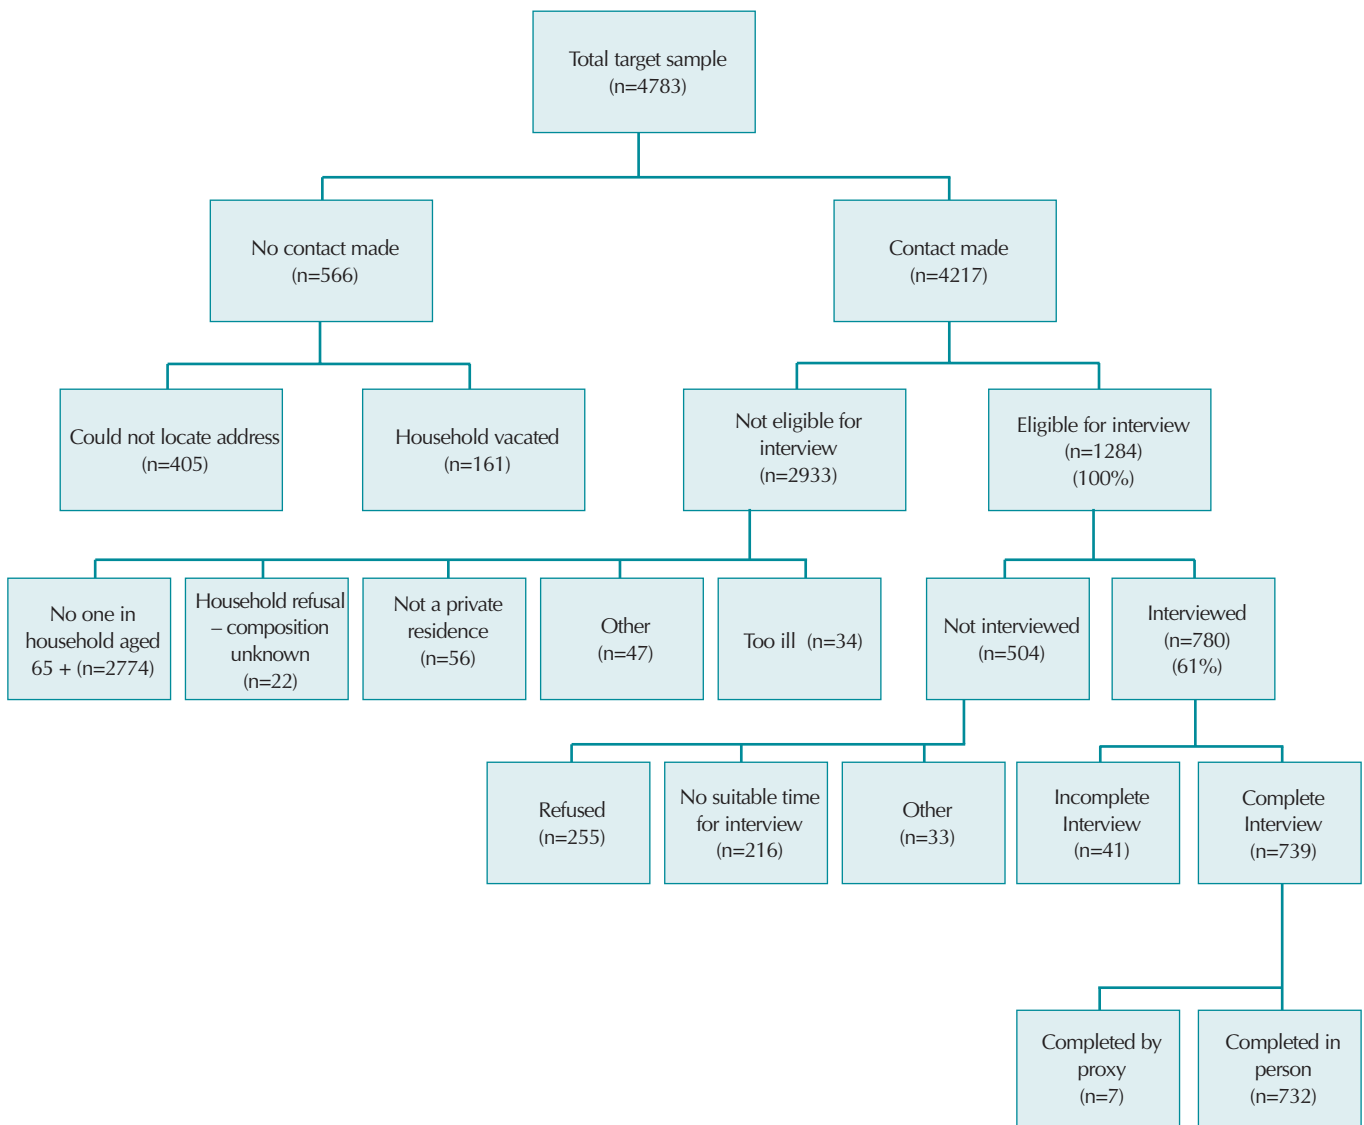 Total target sample
(n=4783)
No contact made
(n=566)
Contact made
(n=4217)
Could not locate address
(n=405)
Household vacated
(n=161)
Not eligible for
interview
(n=2933)
Eligible for interview
(n=1284)
(100%)
No one in
household aged
65 + (n=2774)
Household refusal
– composition
unknown
(n=22)
Not a private
residence
(n=56)
Other
(n=47)
Too ill (n=34)
Not interviewed
(n=504)
Interviewed
(n=780)
(61%)
Refused
(n=255)
No suitable time
for interview
(n=216)
Other
(n=33)
Incomplete
Interview
(n=41)
Complete
Interview
(n=739)
Completed by
proxy
(n=7)
Completed in
person
(n=732)